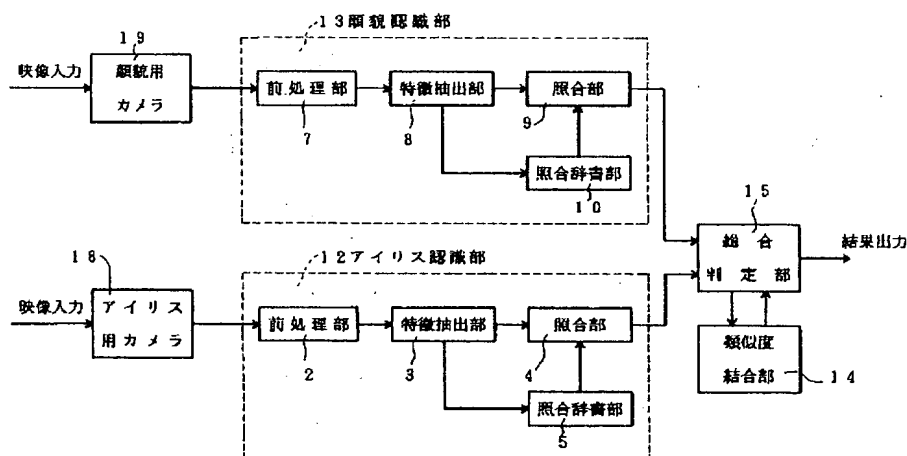 13顔貌認識部
19
映像入力
顔貌用
カメラ
前処理部
特徴抽出部
照合部
7
8
9
照合辞書部
10
15
総合
判定部
結果出力
12アイリス認識部
18
映像入力
アイリス
用カメラ
前処理部
特徴抽出部
照合部
2
3
4
照合辞書部
5
類似度
結合部
14